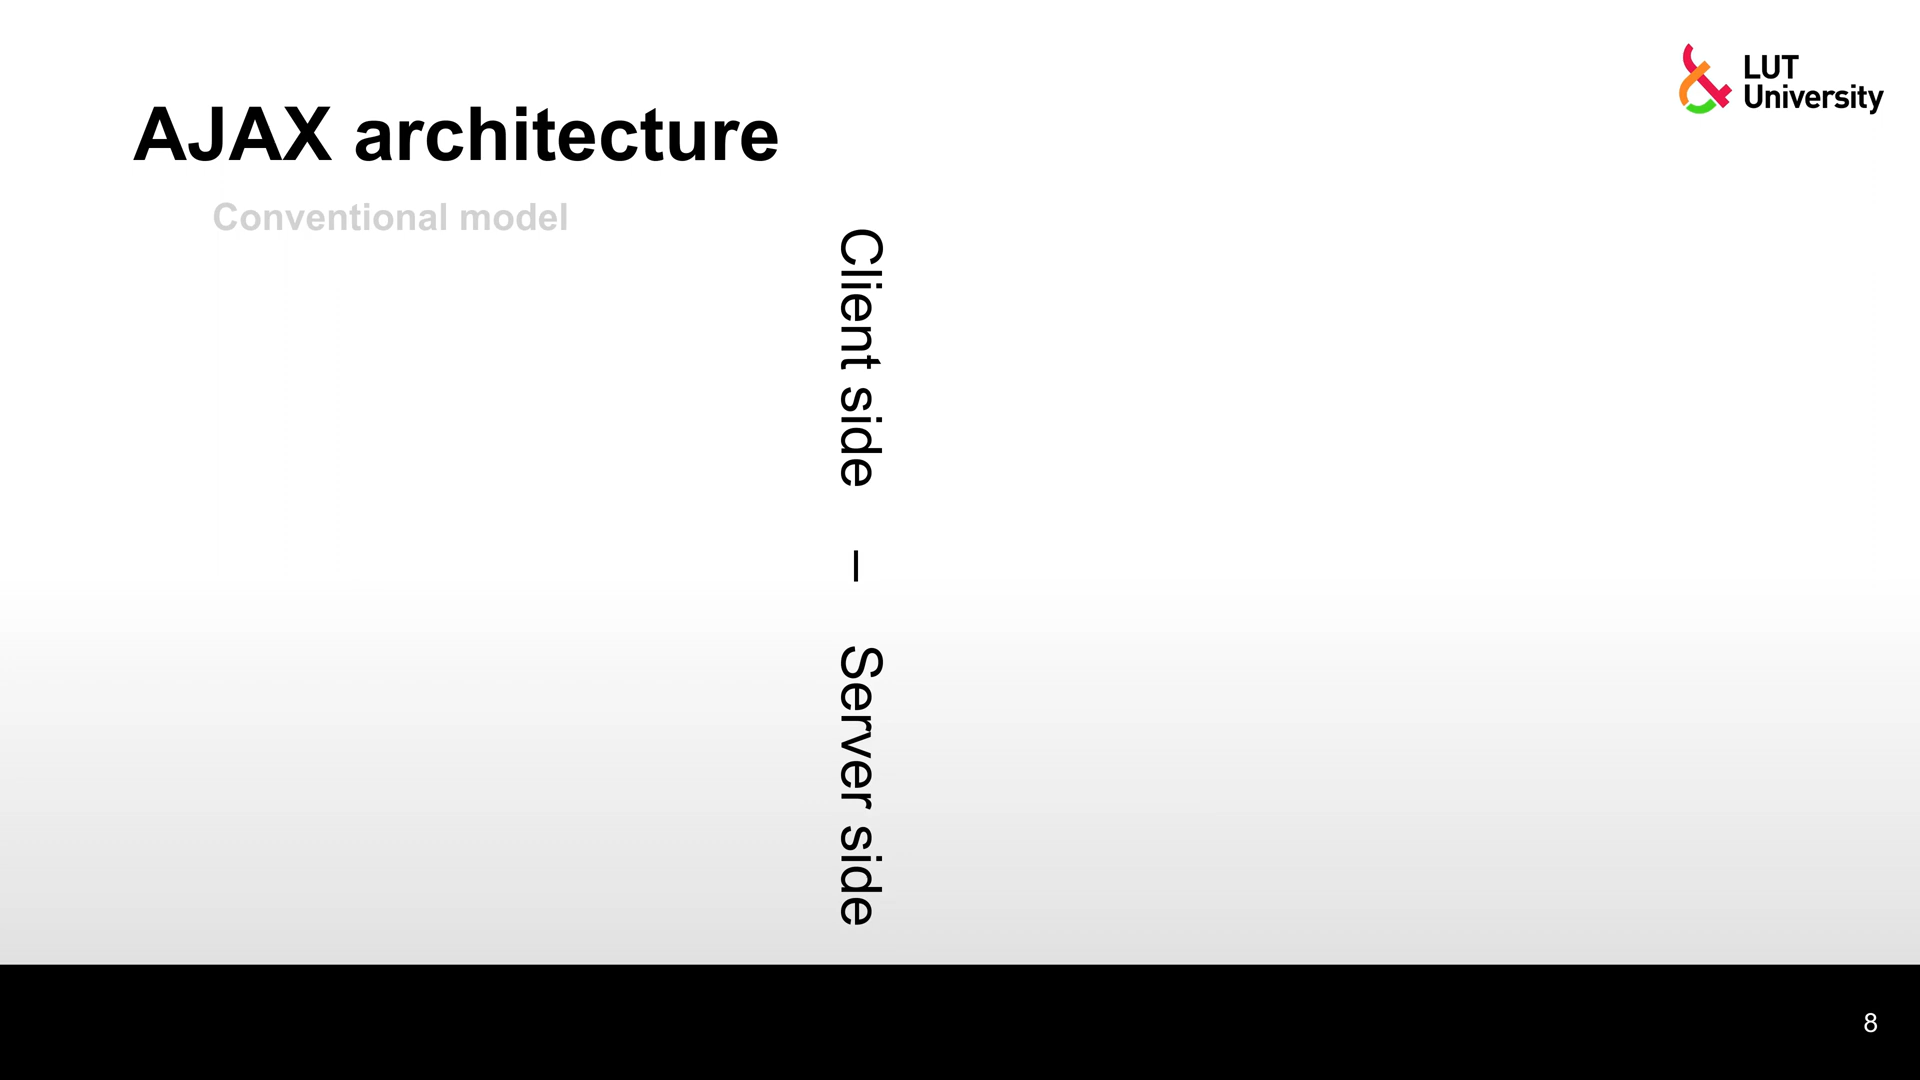 LUT
University
AJAX architecture
Conventional model
Client side – Server side
8